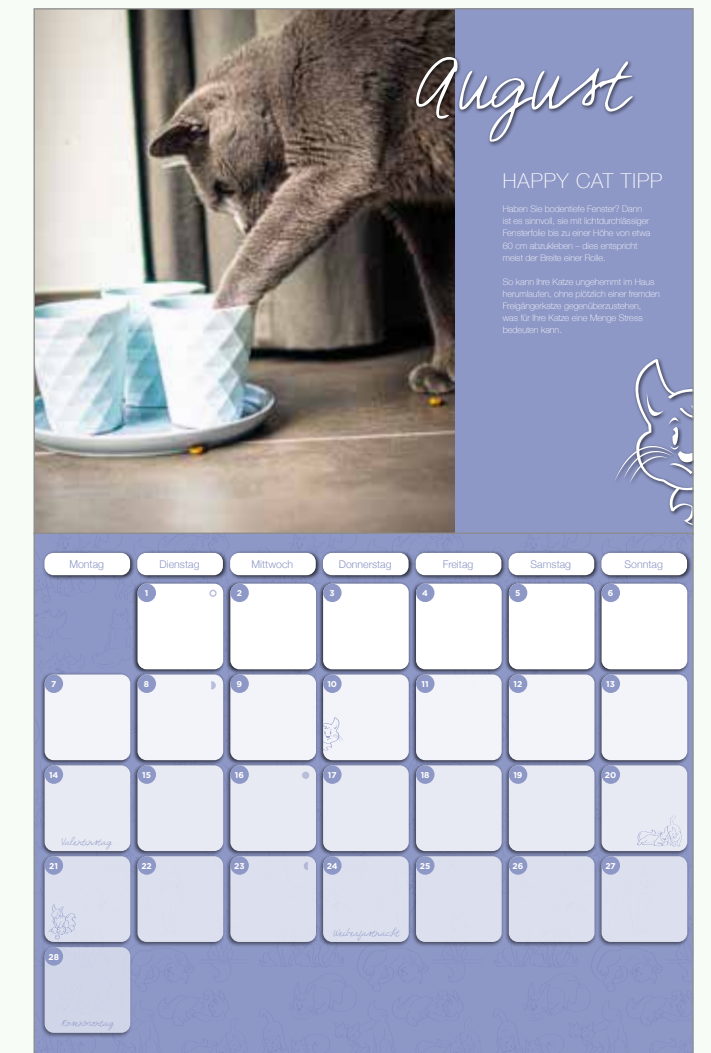 august
HAPPY CAT TIPP
Haben Sie bodentiefe Fenster? Dann
ist es sinnvoll, sie mit lichtdurchlässiger
Fensterfolie bis zu einer Höhe von etwa
60 cm abzukleben – dies entspricht
meist der Breite einer Rolle.
So kann Ihre Katze ungehemmt im Haus
herumlaufen, ohne plötzlich einer fremden
Freigängerkatze gegenüberzustehen,
was für Ihre Katze eine Menge Stress
bedeuten kann.
Montag Dienstag Mittwoch Donnerstag Freitag Samstag Sonntag
1 2 3 4 5 6
7 8 9 10 11 12 13
14 15 16 17 18 19 20
Valentinstag
21 22 23 24 25 26 27
Weiberfastnacht
28
Rosenmontag